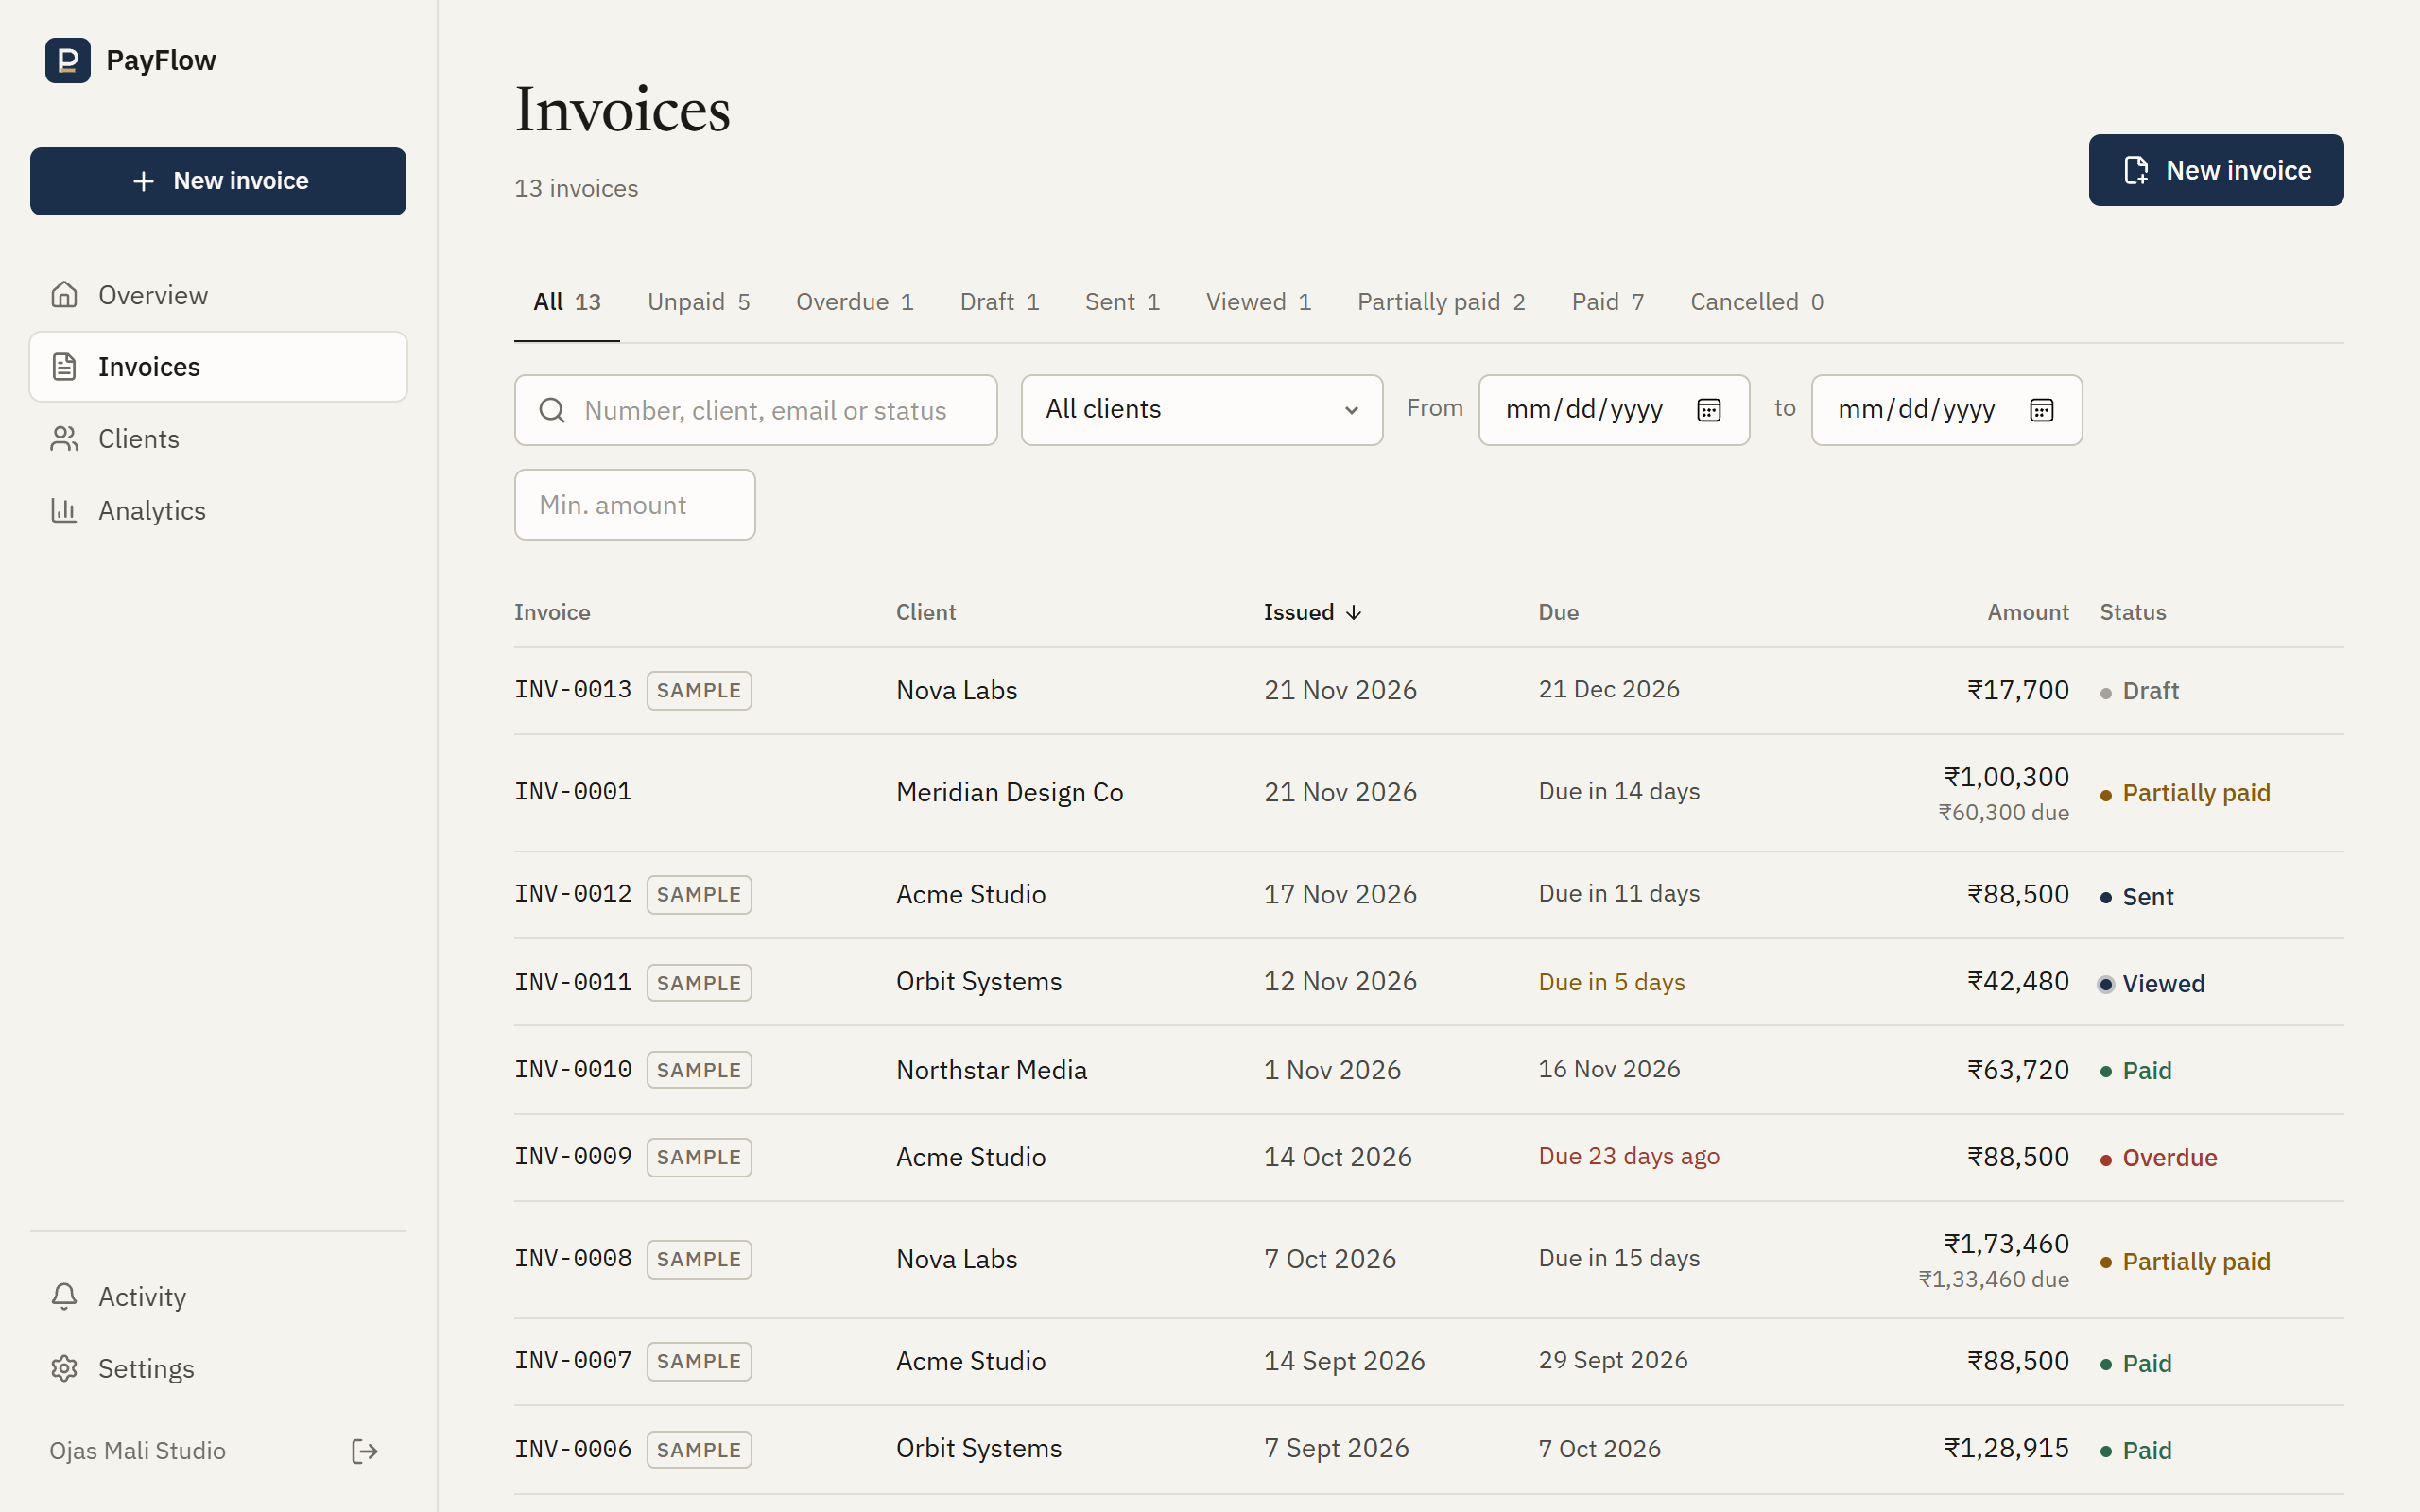 PayFlow
New invoice
Overview
Invoices
Clients
Analytics
Activity
Settings
Ojas Mali Studio
Invoices
13 invoices
New invoice
All 13 Unpaid 5 Overdue 1 Draft 1 Sent 1 Viewed 1 Partially paid 2 Paid 7 Cancelled 0
Number, client, email or status All clients From mm/dd/yyyy to mm/dd/yyyy
Min. amount
Invoice Client Issued Due Amount Status
INV-0013 SAMPLE Nova Labs 21 Nov 2026 21 Dec 2026 ₹17,700 Draft
INV-0001 Meridian Design Co 21 Nov 2026 Due in 14 days ₹1,00,300 Partially paid
₹60,300 due
INV-0012 SAMPLE Acme Studio 17 Nov 2026 Due in 11 days ₹88,500 Sent
INV-0011 SAMPLE Orbit Systems 12 Nov 2026 Due in 5 days ₹42,480 Viewed
INV-0010 SAMPLE Northstar Media 1 Nov 2026 16 Nov 2026 ₹63,720 Paid
INV-0009 SAMPLE Acme Studio 14 Oct 2026 Due 23 days ago ₹88,500 Overdue
INV-0008 SAMPLE Nova Labs 7 Oct 2026 Due in 15 days ₹1,73,460 Partially paid
₹1,33,460 due
INV-0007 SAMPLE Acme Studio 14 Sept 2026 29 Sept 2026 ₹88,500 Paid
INV-0006 SAMPLE Orbit Systems 7 Sept 2026 7 Oct 2026 ₹1,28,915 Paid